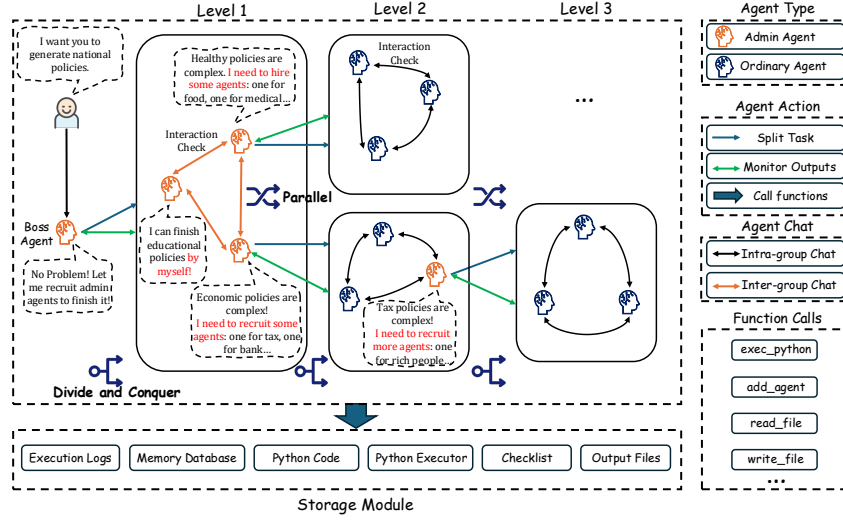 Level 1
Level 2
Level 3
I want you to
generate national
policies.
Boss
Agent
No Problem! Let
me recruit admin
agents to finish it!
Healthy policies are
complex. I need to hire
some agents: one for
food, one for medical...
Interaction
Check
I can finish
educational
policies by
myself!
Economic policies are
complex!
I need to recruit some
agents: one for tax, one
for bank...
Divide and Conquer
Parallel
Interaction
Check
Tax policies are
complex!
I need to recruit
more agents: one
for rich people...
...
Execution Logs
Memory Database
Python Code
Python Executor
Checklist
Output Files
Storage Module
Agent Type
Admin Agent
Ordinary Agent
Agent Action
Split Task
Monitor Outputs
Call functions
Agent Chat
Intra-group Chat
Inter-group Chat
Function Calls
exec_python
add_agent
read_file
write_file
...